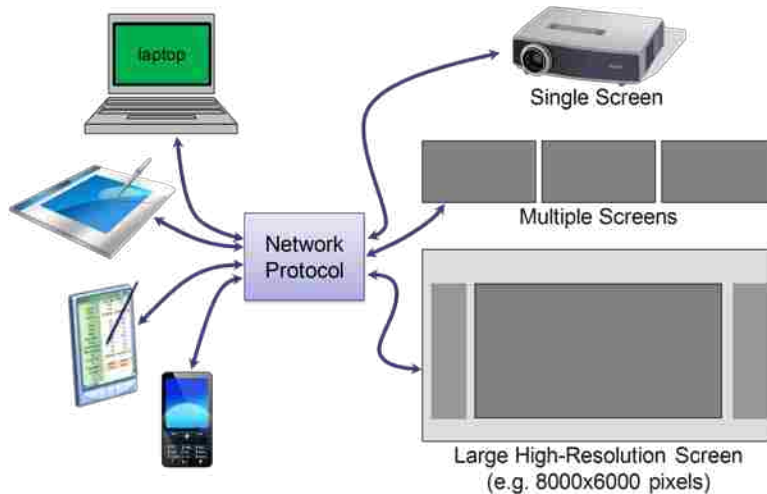 laptop
Single Screen
Multiple Screens
Network
Protocol
Large High-Resolution Screen
(e.g. 8000x6000 pixels)